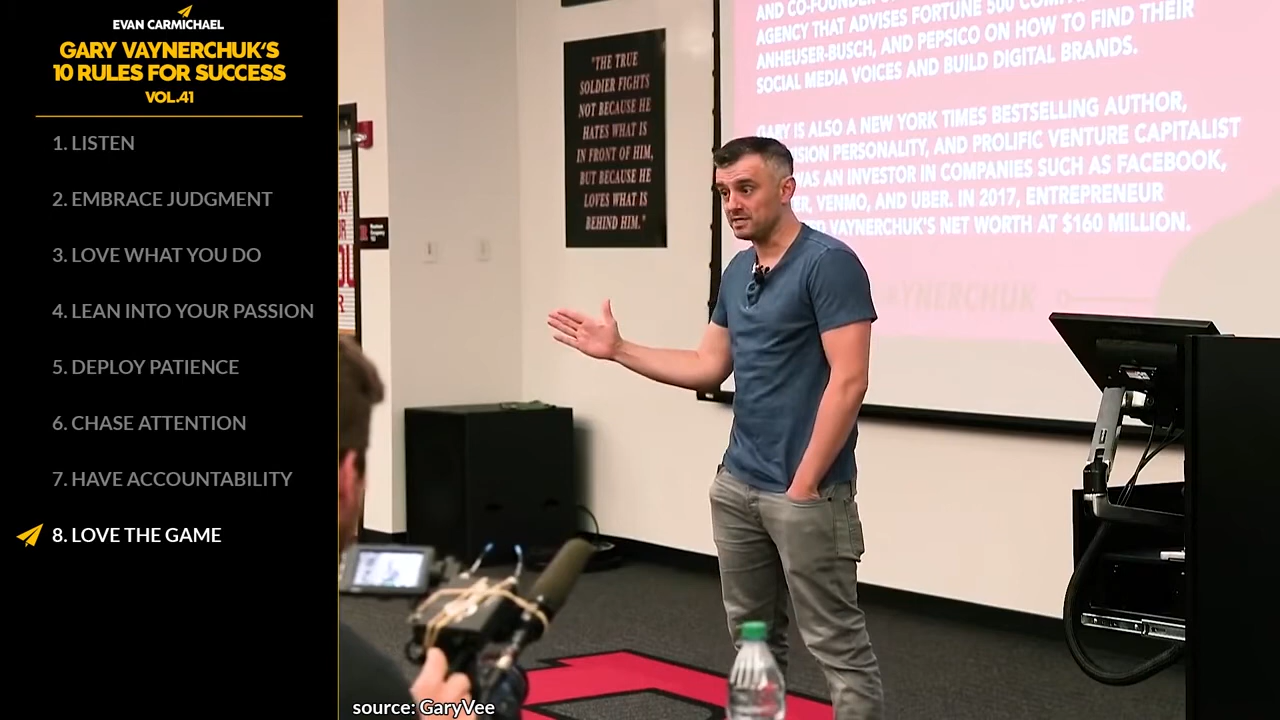 EVAN CARMICHAEL
GARY VAYNERCHUK'S
10 RULES FOR SUCCESS
VOL.41
1. LISTEN
2. EMBRACE JUDGMENT
3. LOVE WHAT YOU DO
4. LEAN INTO YOUR PASSION
5. DEPLOY PATIENCE
6. CHASE ATTENTION
7. HAVE ACCOUNTABILITY
8. LOVE THE GAME
"THE TRUE
SOLDIER FIGHTS
NOT BECAUSE HE
HATES WHAT IS
IN FRONT OF HIM,
BUT BECAUSE HE
LOVES WHAT IS
BEHIND HIM."
AND CO-FOUNDER
AGENCY THAT ADVISES FORTUNE 500
ANHEUSER-BUSCH, AND PEPSICO ON HOW TO FIND THEIR
SOCIAL MEDIA VOICES AND BUILD DIGITAL BRANDS.
GARY IS ALSO A NEW YORK TIMES BESTSELLING AUTHOR,
PERSONALITY, AND PROLIFIC VENTURE CAPITALIST
WAS AN INVESTOR IN COMPANIES SUCH AS FACEBOOK,
VENMO, AND UBER. IN 2017, ENTREPRENEUR
VAYNERCHUK'S NET WORTH AT $160 MILLION.
source: GaryVee